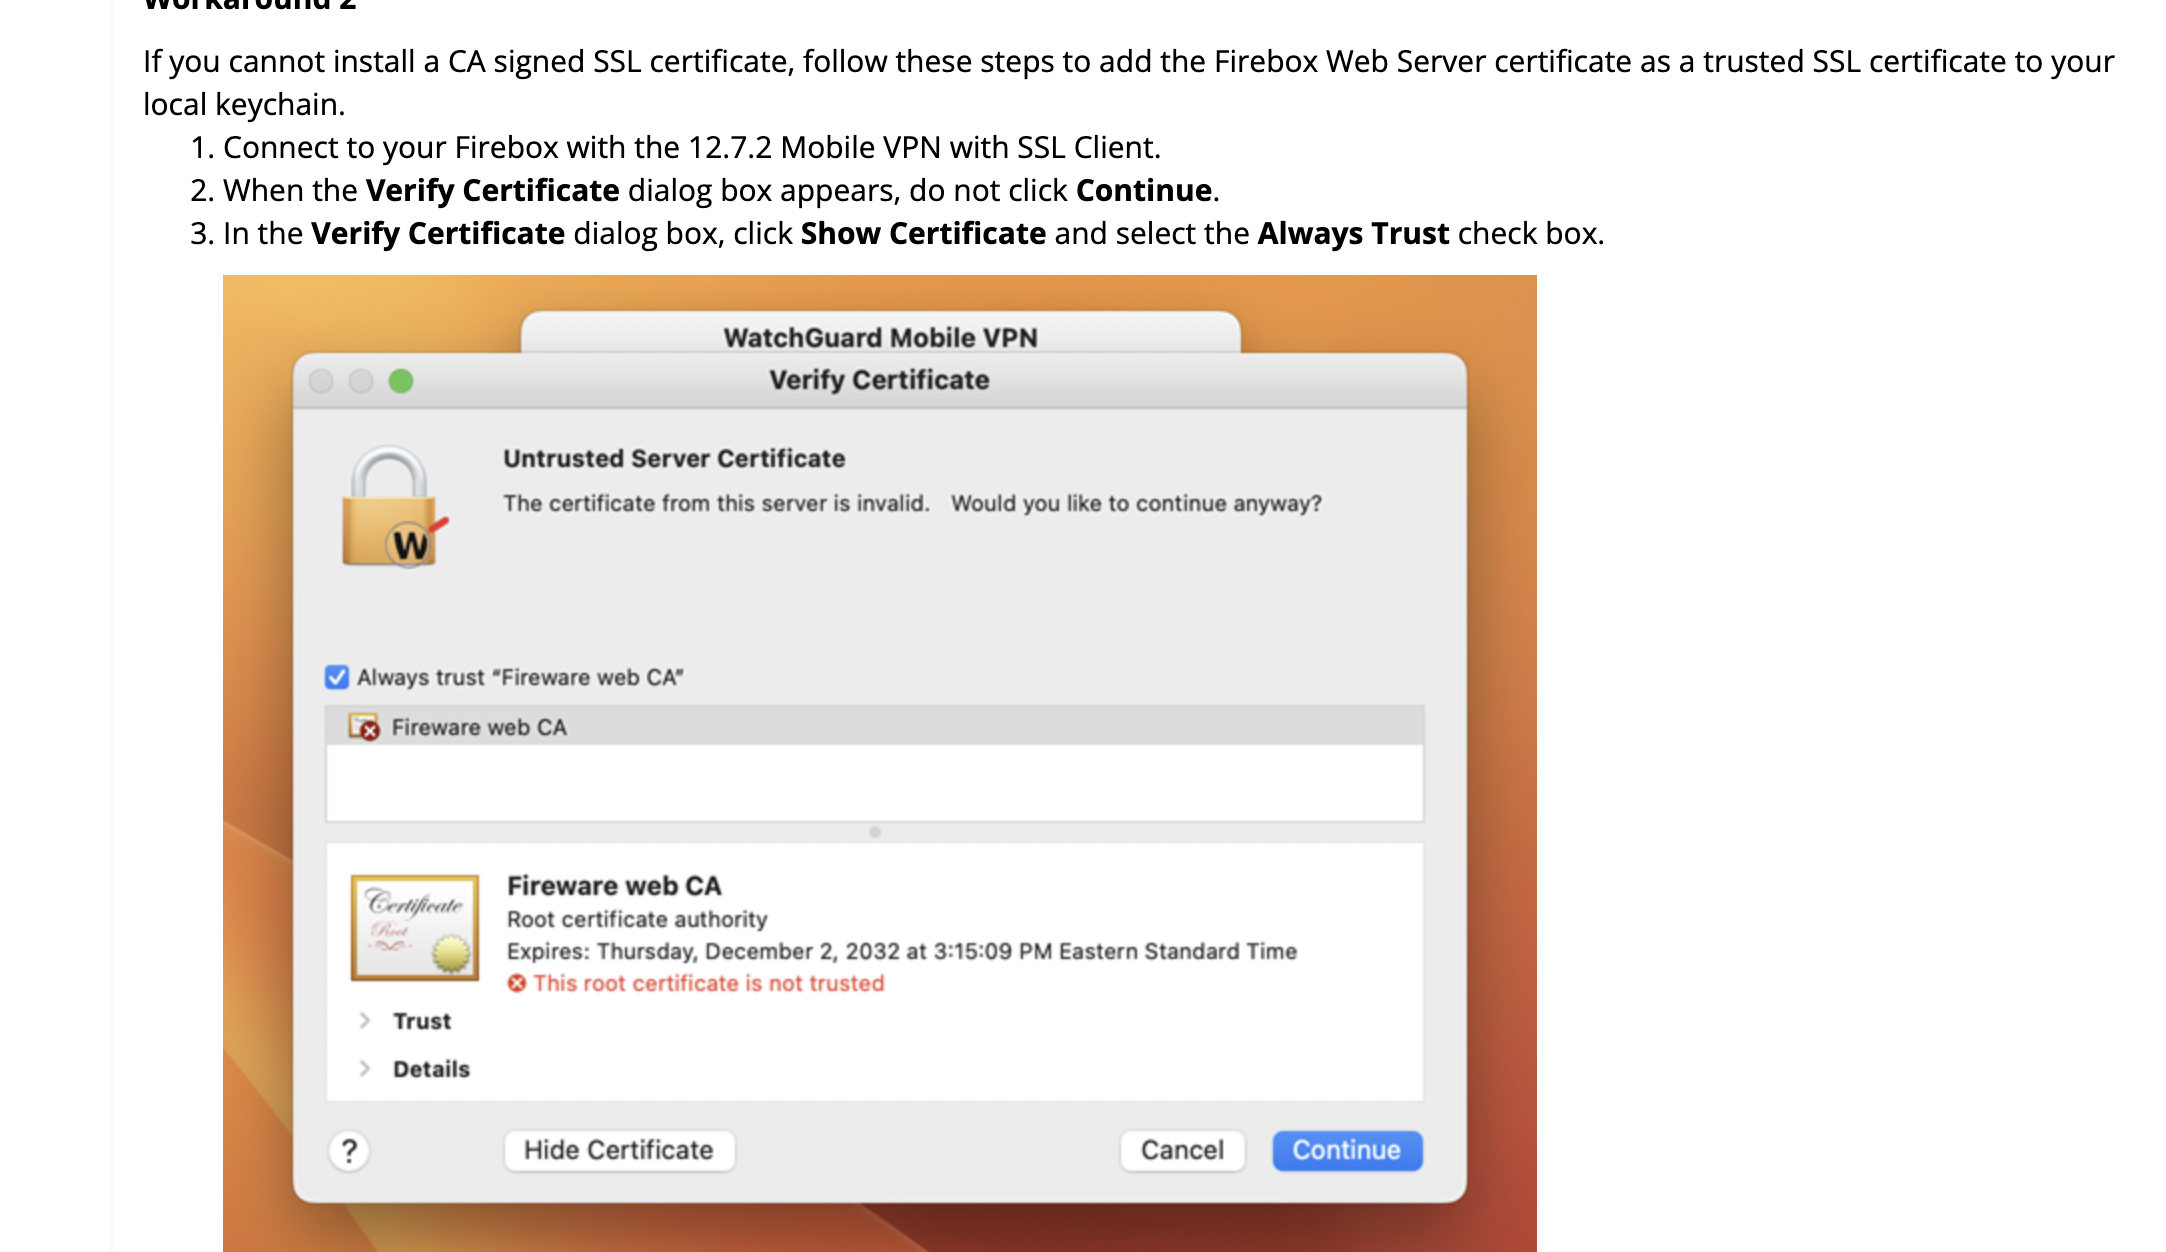 Workaround 2
If you cannot install a CA signed SSL certificate, follow these steps to add the Firebox Web Server certificate as a trusted SSL certificate to your
local keychain.
1. Connect to your Firebox with the 12.7.2 Mobile VPN with SSL Client.
2. When the Verify Certificate dialog box appears, do not click Continue.
3. In the Verify Certificate dialog box, click Show Certificate and select the Always Trust check box.
WatchGuard Mobile VPN
Verify Certificate
Untrusted Server Certificate
The certificate from this server is invalid. Would you like to continue anyway?
W
Always trust "Fireware web CA"
Fireware web CA
Fireware web CA
Certificate
Root
Root certificate authority
Expires: Thursday, December 2, 2032 at 3:15:09 PM Eastern Standard Time
This root certificate is not trusted
Trust
Details
?
Hide Certificate
Cancel
Continue